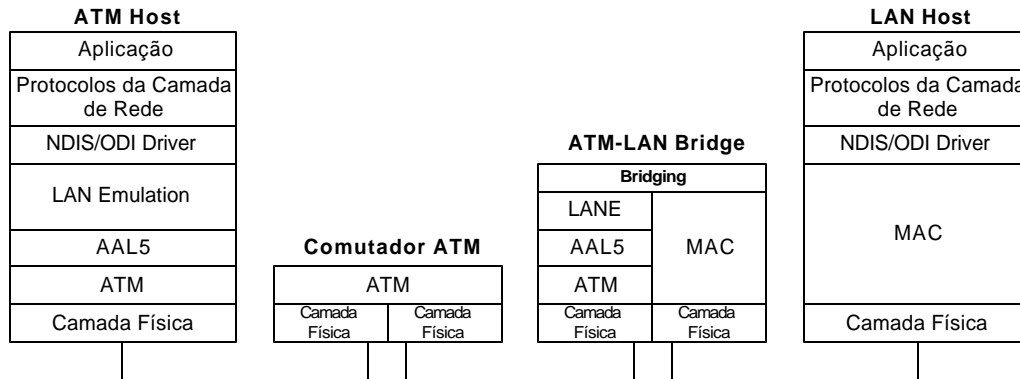 ATM Host
Aplicação
Protocolos da Camada
de Rede
NDIS/ODI Driver
LAN Emulation
AAL5
ATM
Camada Física
Comutador ATM
ATM
Camada
Física
Camada
Física
ATM-LAN Bridge
Bridging
LANE
AAL5
ATM
MAC
Camada
Física
Camada
Física
LAN Host
Aplicação
Protocolos da Camada
de Rede
NDIS/ODI Driver
MAC
Camada Física